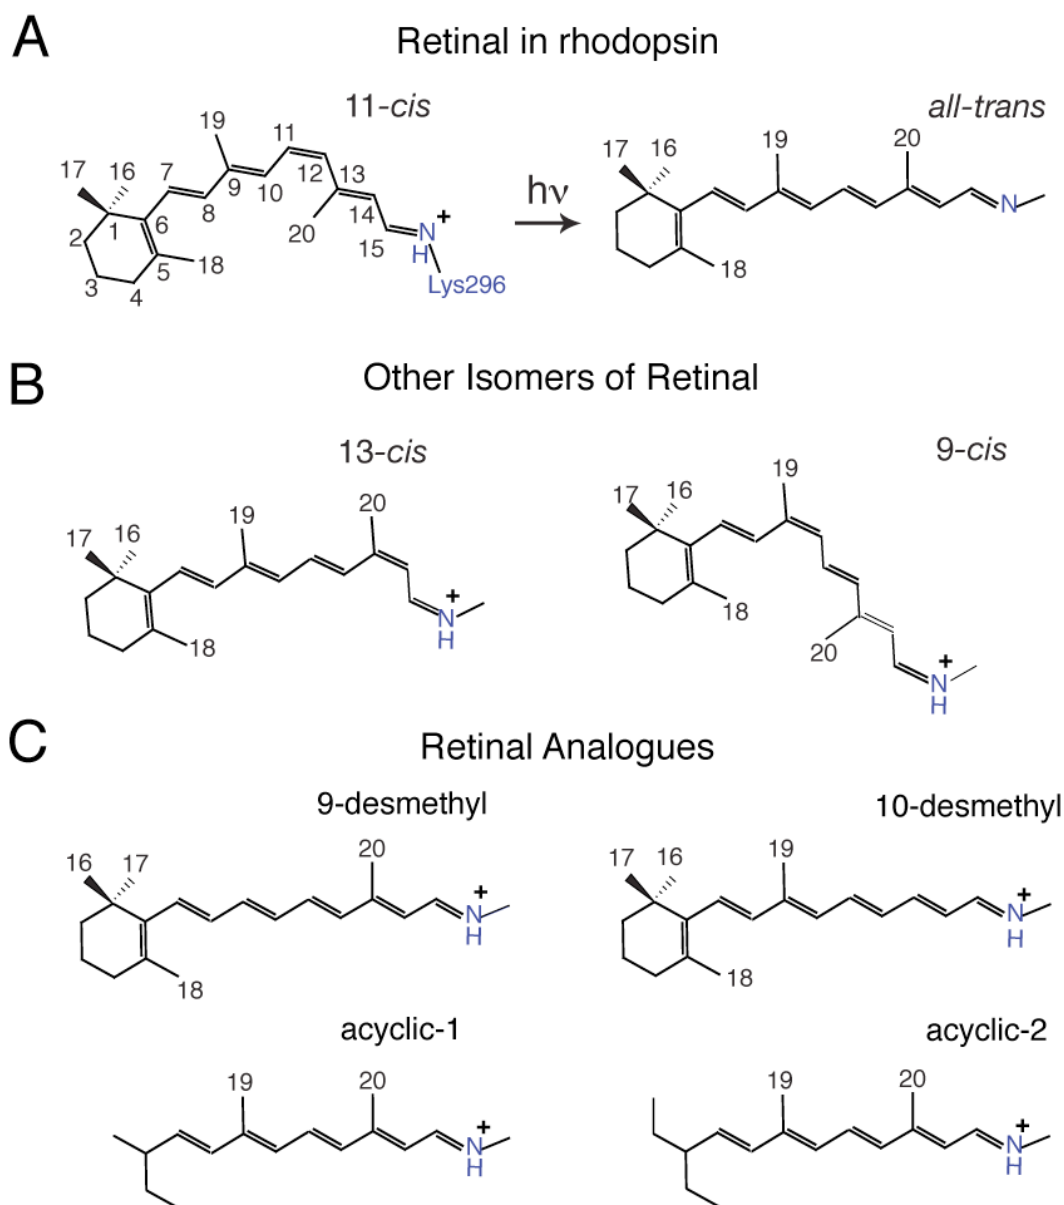 A
Retinal in rhodopsin
11-cis
all-trans
19
11
17
16
7
12
13
9
10
8
6
14
1
2
20
15
N
+
H
5
18
3
4
Lys296
hν
19
20
17
16
N
18
B
Other Isomers of Retinal
13-cis
9-cis
19
20
17
16
18
+
N
H
19
17
16
18
20
+
N
H
C
Retinal Analogues
9-desmethyl
10-desmethyl
16
17
20
18
+
N
H
17
16
19
18
+
N
H
acyclic-1
acyclic-2
19
20
+
N
H
19
20
+
N
H